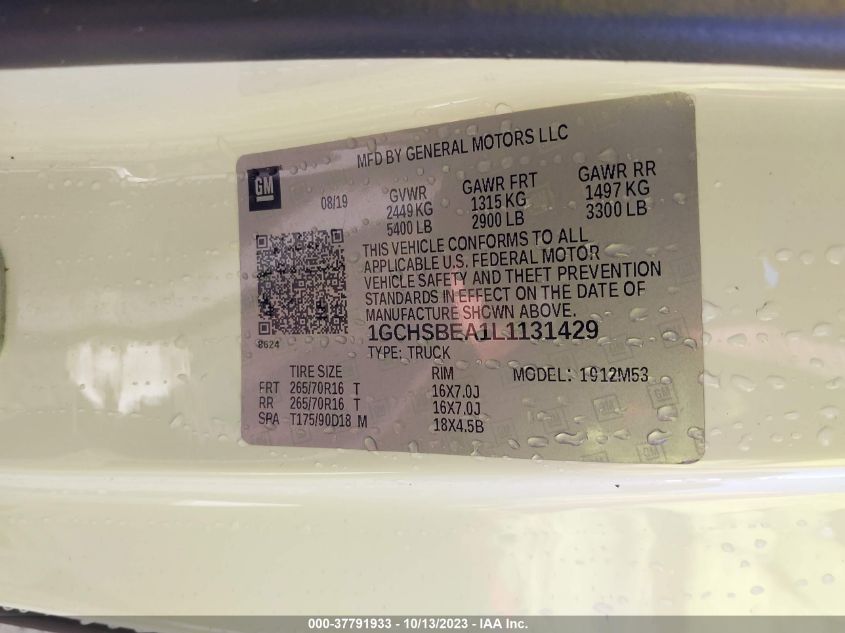 MFD BY GENERAL MOTORS LLC
GM
08/19
GVWR
2449 KG
5400 LB
GAWR FRT
1315 KG
2900 LB
GAWR RR
1497 KG
3300 LB
THIS VEHICLE CONFORMS TO ALL
APPLICABLE U.S. FEDERAL MOTOR
VEHICLE SAFETY AND THEFT PREVENTION
STANDARDS IN EFFECT ON THE DATE OF
MANUFACTURE SHOWN ABOVE.
8624
1GCHSBEA1L1131429
TYPE: TRUCK
MODEL: 1912M53
TIRE SIZE RIM
FRT 265/70R16 T 16X7.0J
RR 265/70R16 T 16X7.0J
SPA T175/90D18 M 18X4.5B
000-37791933 - 10/13/2023 - IAA Inc.